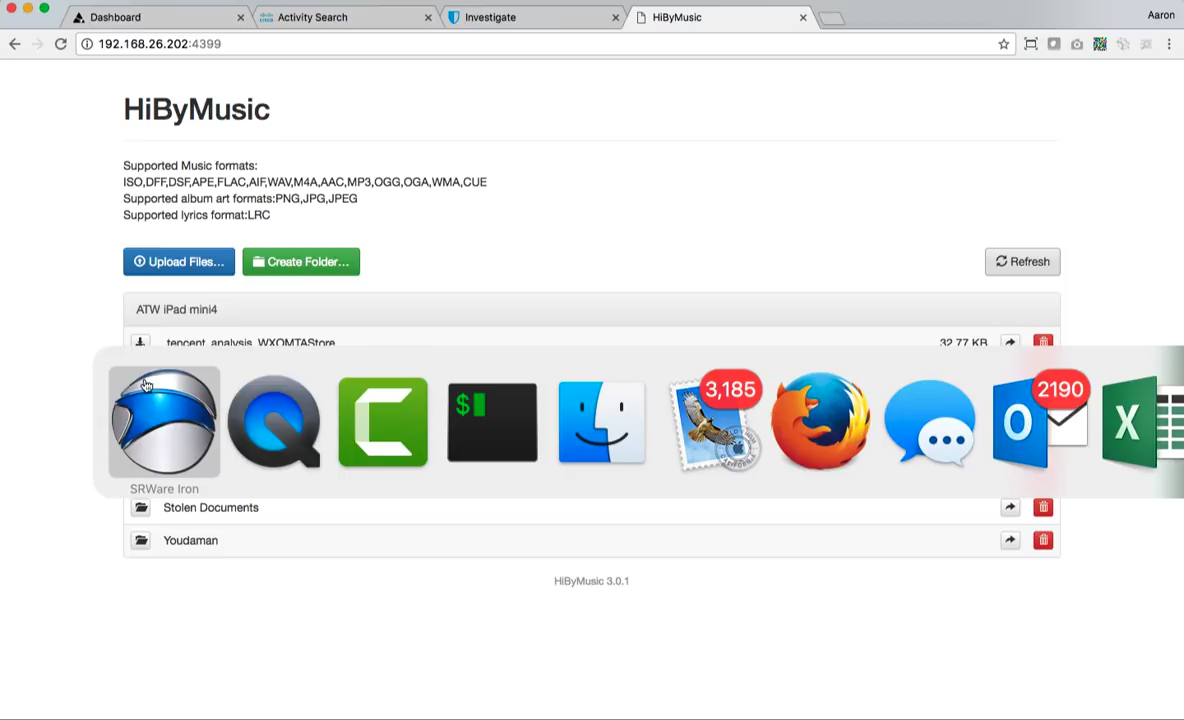 Dashboard
Activity Search
Investigate
HiByMusic
Aaron
192.168.26.202:4399
HiByMusic
Supported Music formats:
ISO,DFF,DSF,APE,FLAC,AIF,WAV,M4A,AAC,MP3,OGG,OGA,WMA,CUE
Supported album art formats:PNG,JPG,JPEG
Supported lyrics format:LRC
Upload Files...
Create Folder...
Refresh
ATW iPad mini4
tencent_analysis_WXOMTAStore
32.77 KB
$
3,185
2190
SRWare Iron
Stolen Documents
Youdaman
HiByMusic 3.0.1